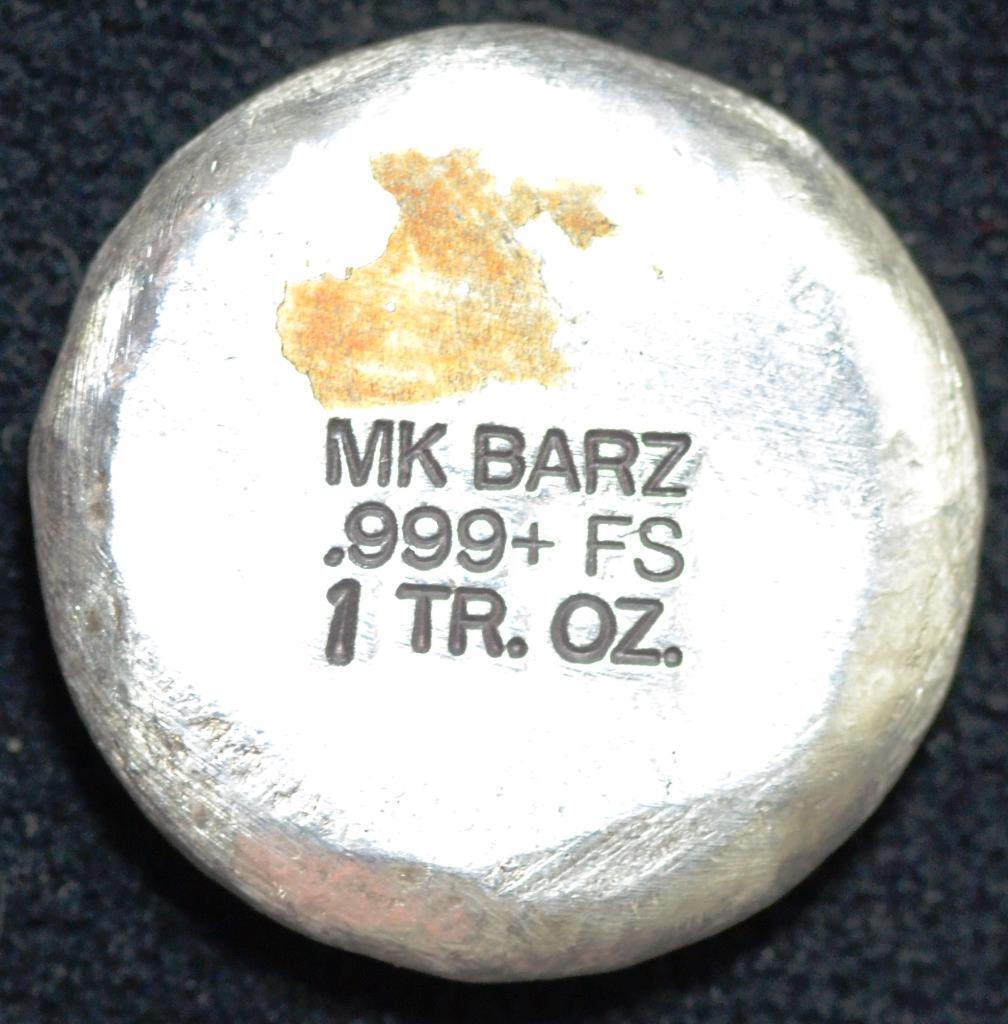 MK BARZ
.999+ FS
1 TR. OZ.